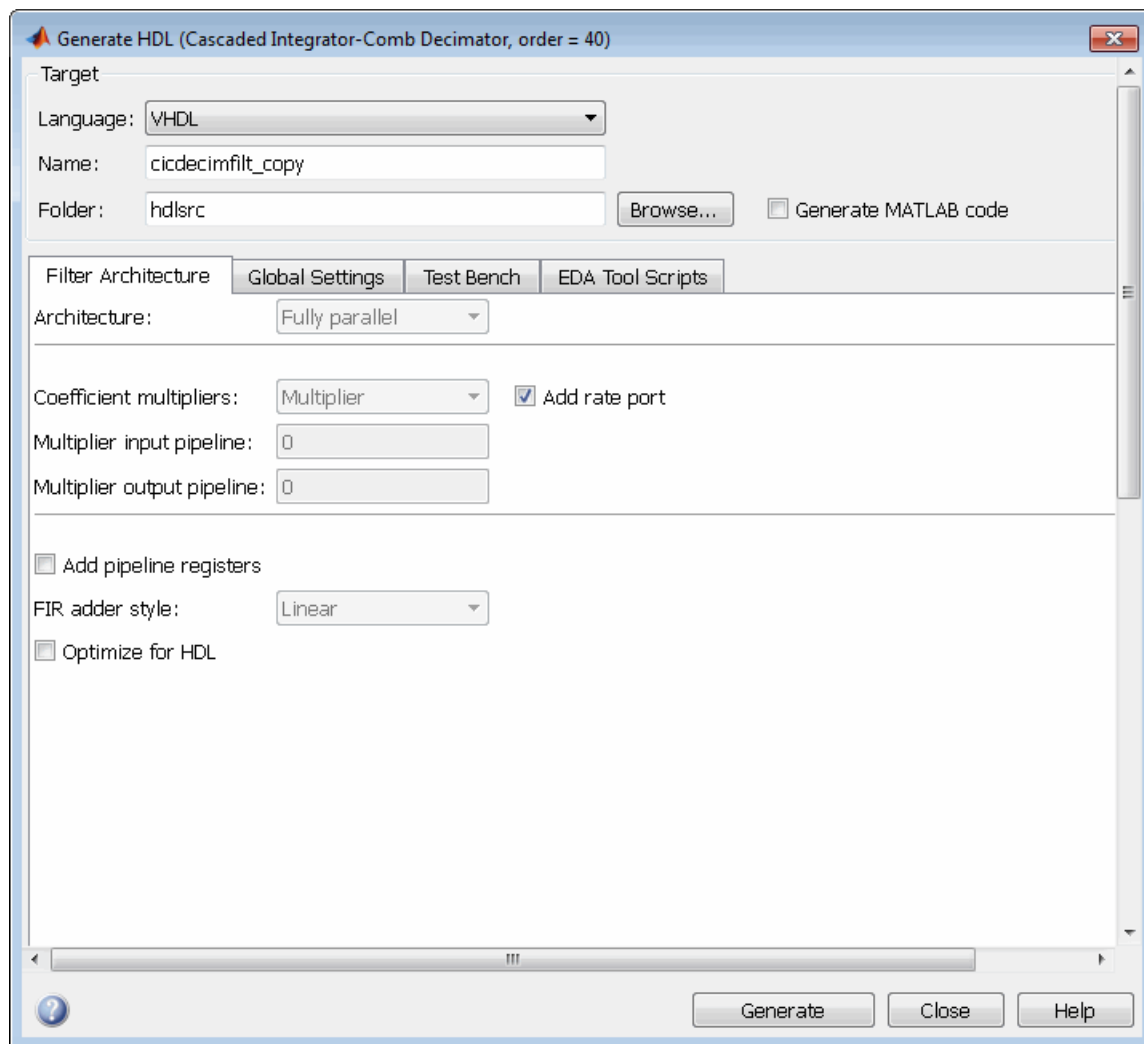 Generate HDL (Cascaded Integrator-Comb Decimator, order = 40)
Target
Language: VHDL
Name: cicdecimfilt_copy
Folder: hdlsrc Browse... Generate MATLAB code
Filter Architecture Global Settings Test Bench EDA Tool Scripts
Architecture: Fully parallel
Coefficient multipliers: Multiplier Add rate port
Multiplier input pipeline: 0
Multiplier output pipeline: 0
Add pipeline registers
FIR adder style: Linear
Optimize for HDL
Generate Close Help